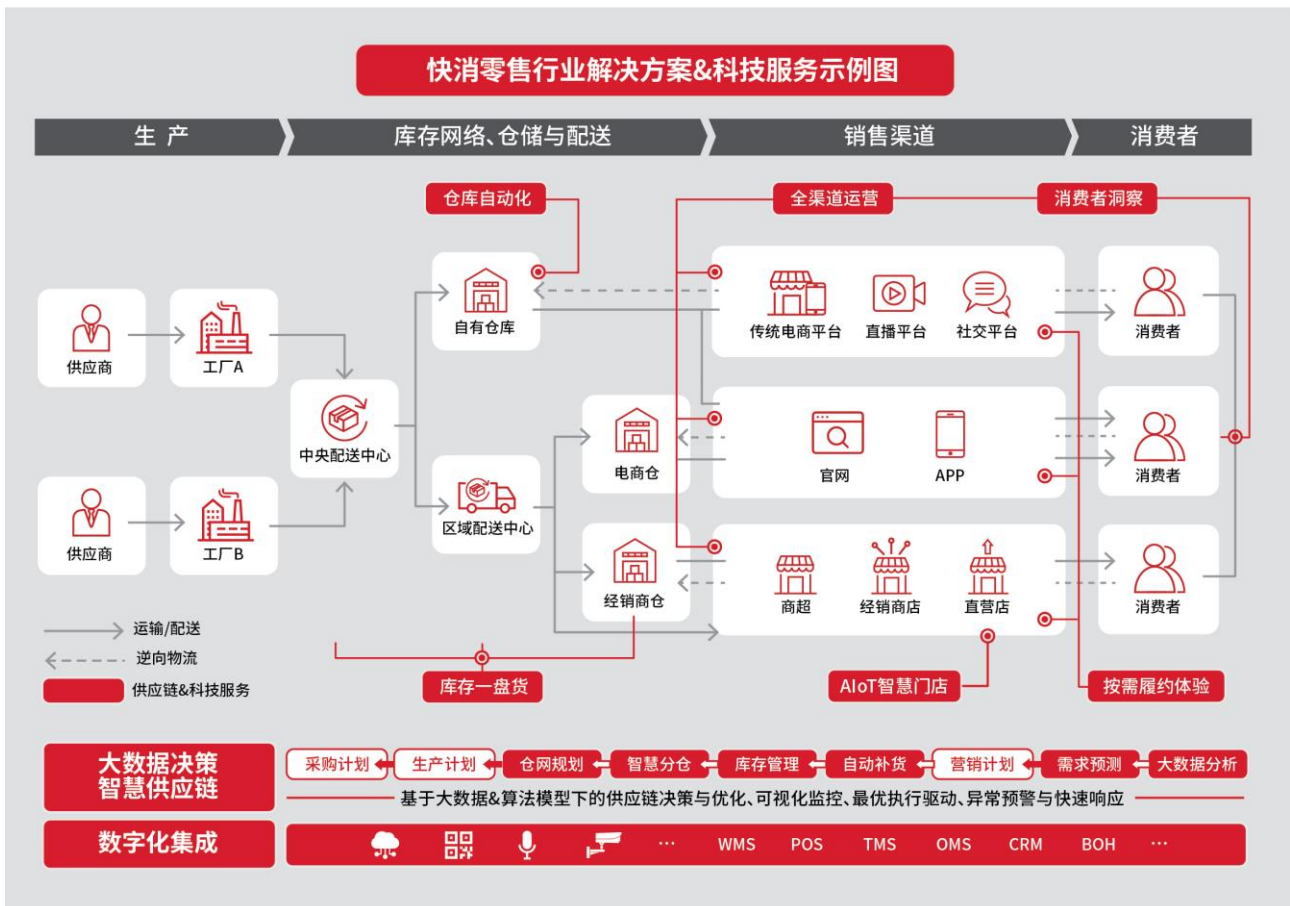 快消零售行业解决方案&科技服务示例图
生 产
库存网络、仓储与配送
销售渠道
消费者
仓库自动化
全渠道运营
消费者洞察
自有仓库
传统电商平台
直播平台
社交平台
消费者
供应商
工厂A
中央配送中心
电商仓
官网
APP
消费者
供应商
工厂B
区域配送中心
经销商仓
商超
经销商店
直营店
消费者
运输/配送
逆向物流
供应链&科技服务
库存一盘货
AIoT智慧门店
按需履约体验
大数据决策
智慧供应链
采购计划
生产计划
仓网规划
智慧分仓
库存管理
自动补货
营销计划
需求预测
大数据分析
基于大数据&算法模型下的供应链决策与优化、可视化监控、最优执行驱动、异常预警与快速响应
数字化集成
… WMS POS TMS OMS CRM BOH …